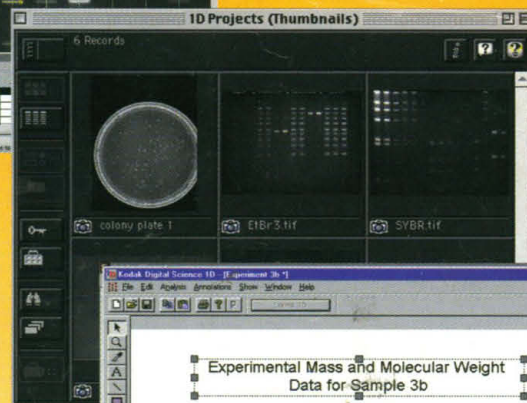 1D Projects (Thumbnails)
6 Records
colony plate 1
EtBr3.tif
SYBR.tif
Kodak Digital Science 1D - [Experiment 3b *]
File Edit Analysis Annotations Show Window Help
Experimental Mass and Molecular Weight
Data for Sample 3b